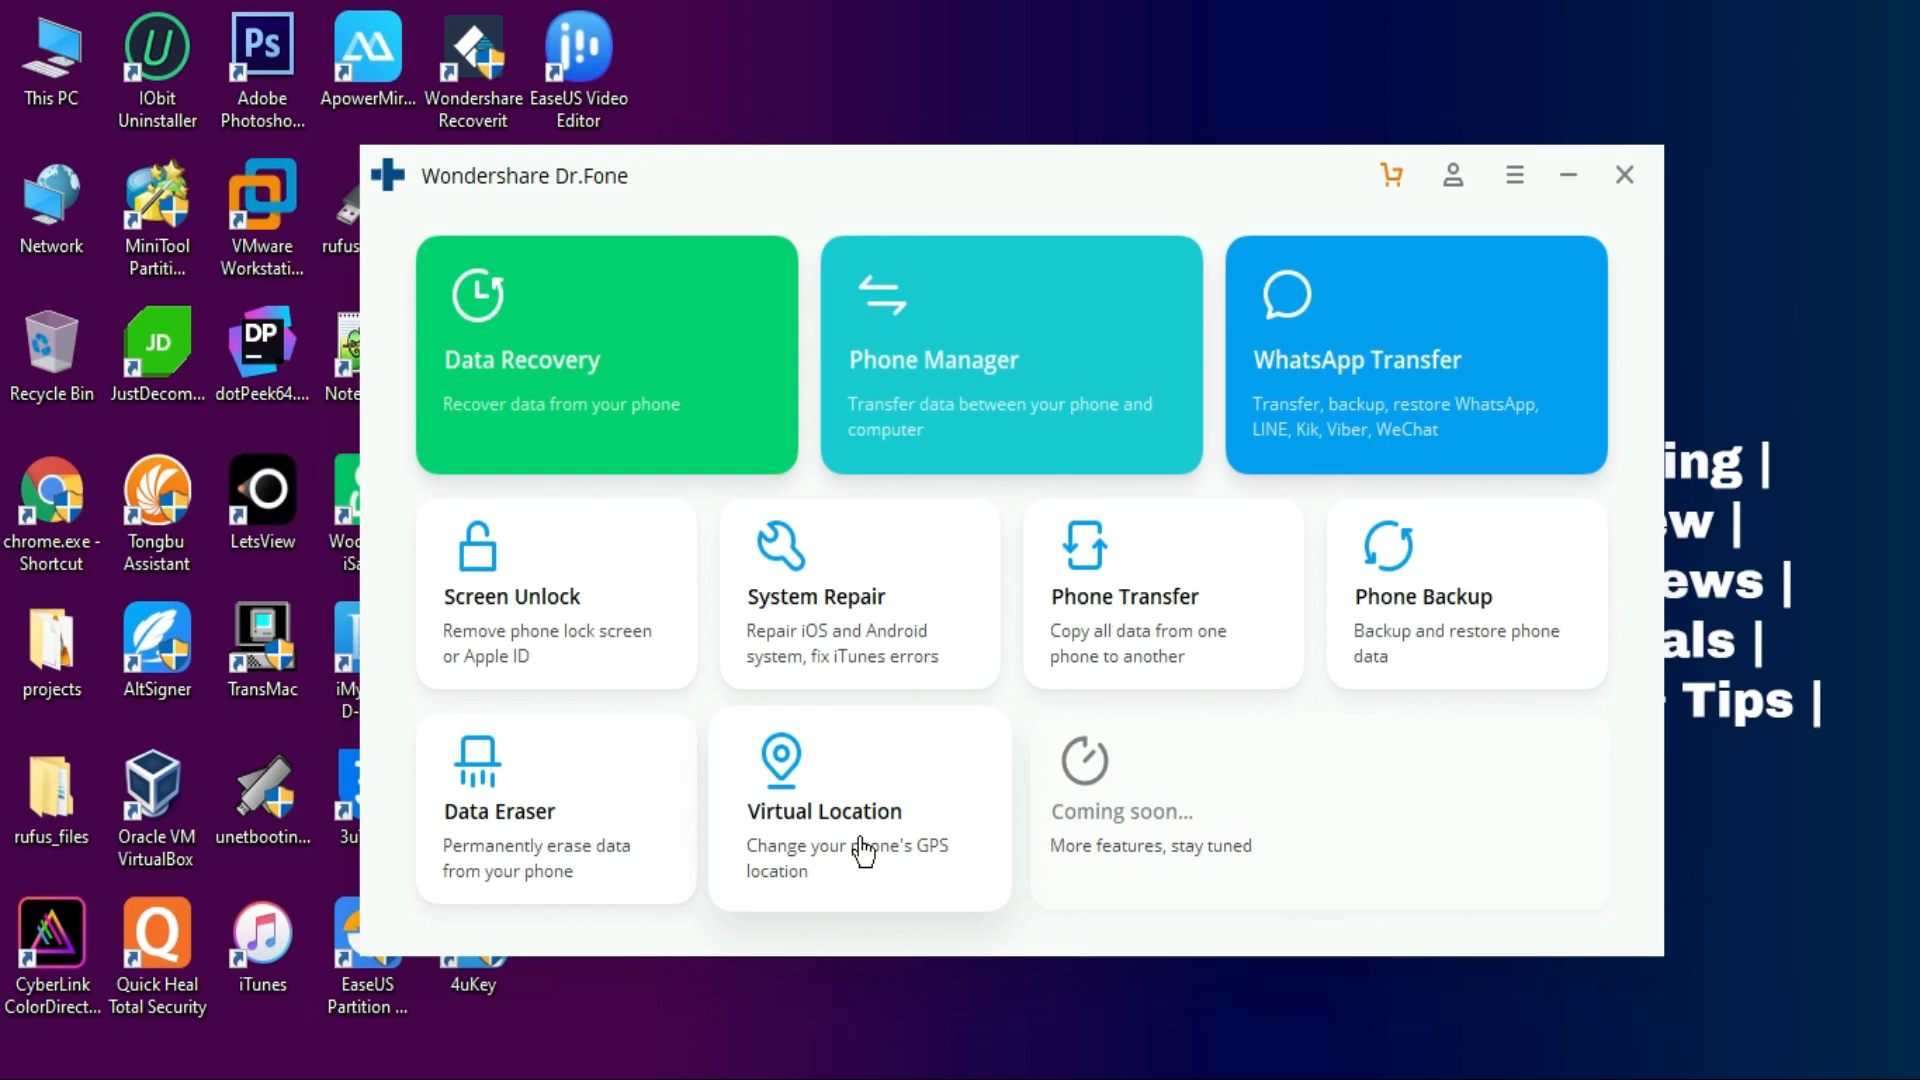 This PC
IObit
Uninstaller
Adobe
Photosho...
ApowerMir...
Wondershare
Recoverit
EaseUS Video
Editor
Network
MiniTool
Partiti...
VMware
Workstati...
rufus
Recycle Bin
JustDecom...
dotPeek64....
Note
chrome.exe -
Shortcut
Tongbu
Assistant
LetsView
projects
AltSigner
TransMac
D-
rufus_files
Oracle VM
VirtualBox
unetbootin...
CyberLink
ColorDirect...
Quick Heal
Total Security
iTunes
EaseUS
Partition ...
4uKey
Ps
JD
DP
Wondershare Dr.Fone
Data Recovery
Recover data from your phone
Phone Manager
Transfer data between your phone and
computer
WhatsApp Transfer
Transfer, backup, restore WhatsApp,
LINE, Kik, Viber, WeChat
Screen Unlock
Remove phone lock screen
or Apple ID
System Repair
Repair iOS and Android
system, fix iTunes errors
Phone Transfer
Copy all data from one
phone to another
Phone Backup
Backup and restore phone
data
Data Eraser
Permanently erase data
from your phone
Virtual Location
Change your phone's GPS
location
Coming soon...
More features, stay tuned
ing |
ew |
ews |
als |
Tips |